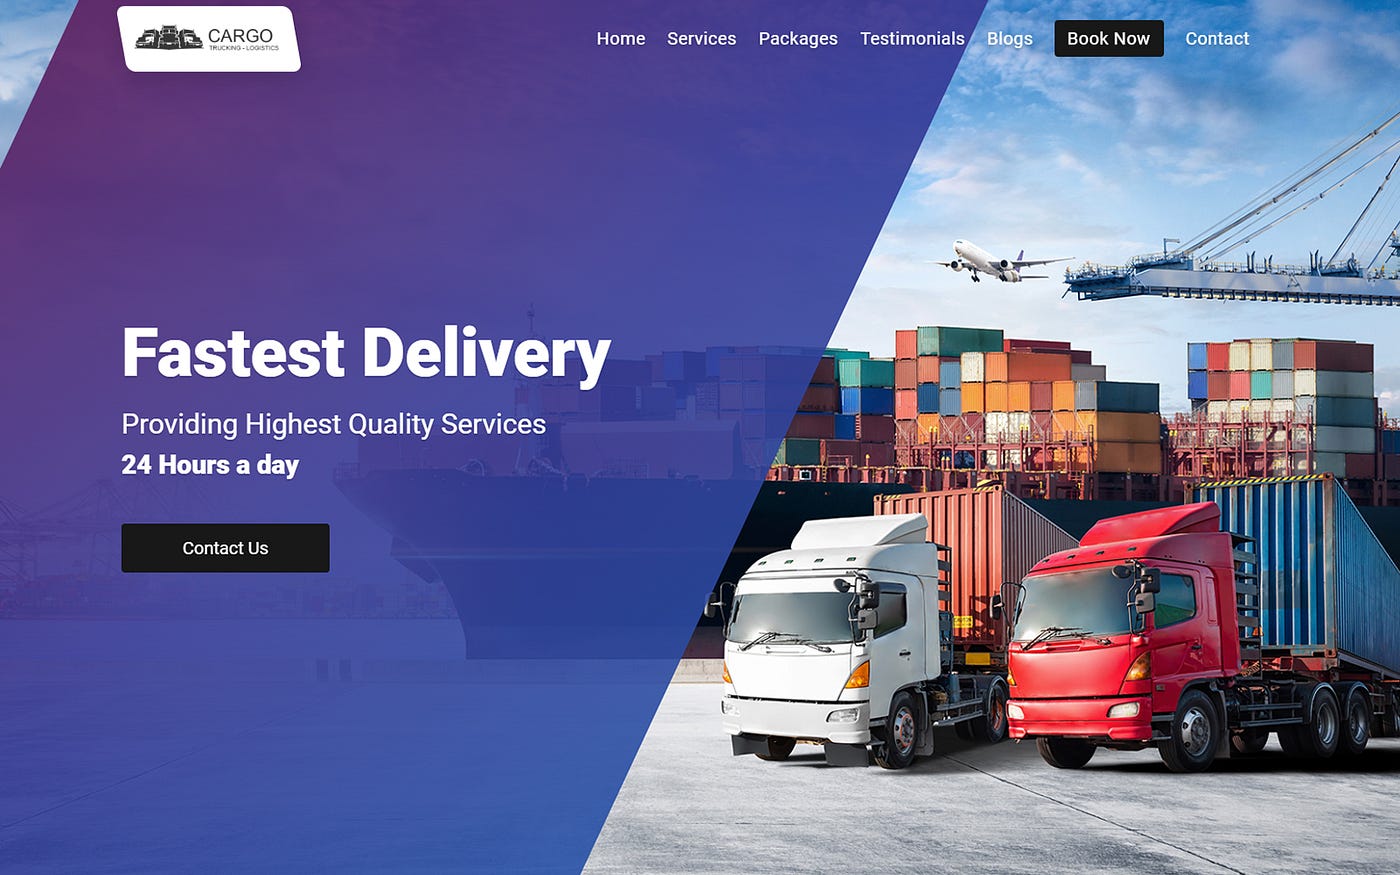 CARGO
TRUCKING - LOGISTICS
Home Services Packages Testimonials Blogs Book Now Contact
Fastest Delivery
Providing Highest Quality Services
24 Hours a day
Contact Us
CAUTION